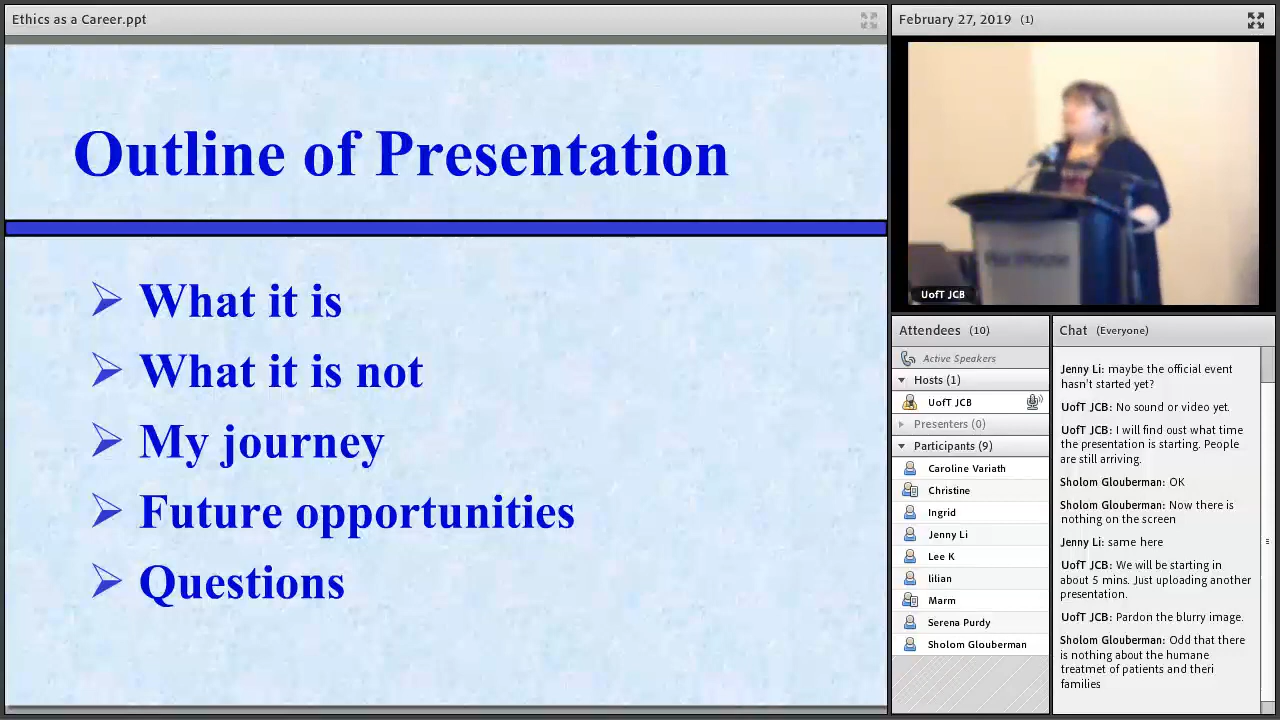 Ethics as a Career.ppt
Outline of Presentation
What it is
What it is not
My journey
Future opportunities
Questions
February 27, 2019 (1)
UofT JCB
Attendees (10)
Active Speakers
Hosts (1)
UofT JCB
Presenters (0)
Participants (9)
Caroline Variath
Christine
Ingrid
Jenny Li
Lee K
lilian
Marm
Serena Purdy
Sholom Glouberman
Chat (Everyone)
Jenny Li: maybe the official event
hasn't started yet?
UofT JCB: No sound or video yet.
UofT JCB: I will find oust what time
the presentation is starting. People
are still arriving.
Sholom Glouberman: OK
Sholom Glouberman: Now there is
nothing on the screen
Jenny Li: same here
UofT JCB: We will be starting in
about 5 mins. Just uploading another
presentation.
UofT JCB: Pardon the blurry image.
Sholom Glouberman: Odd that there
is nothing about the humane
treatmet of patients and theri
families